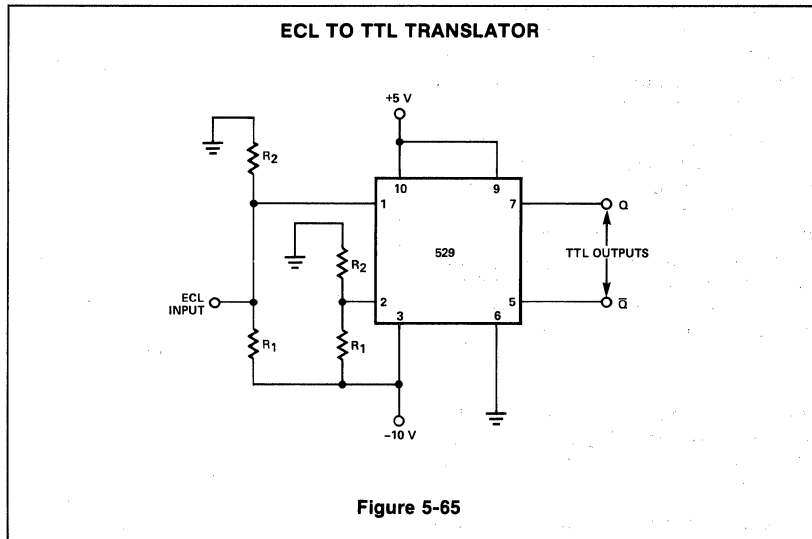 ECL TO TTL TRANSLATOR
+5 V
R2
10
9
1
7
Q
R2
529
TTL OUTPUTS
ECL
INPUT
2
5
Q̅
3
6
R1
R1
−10 V
Figure 5-65